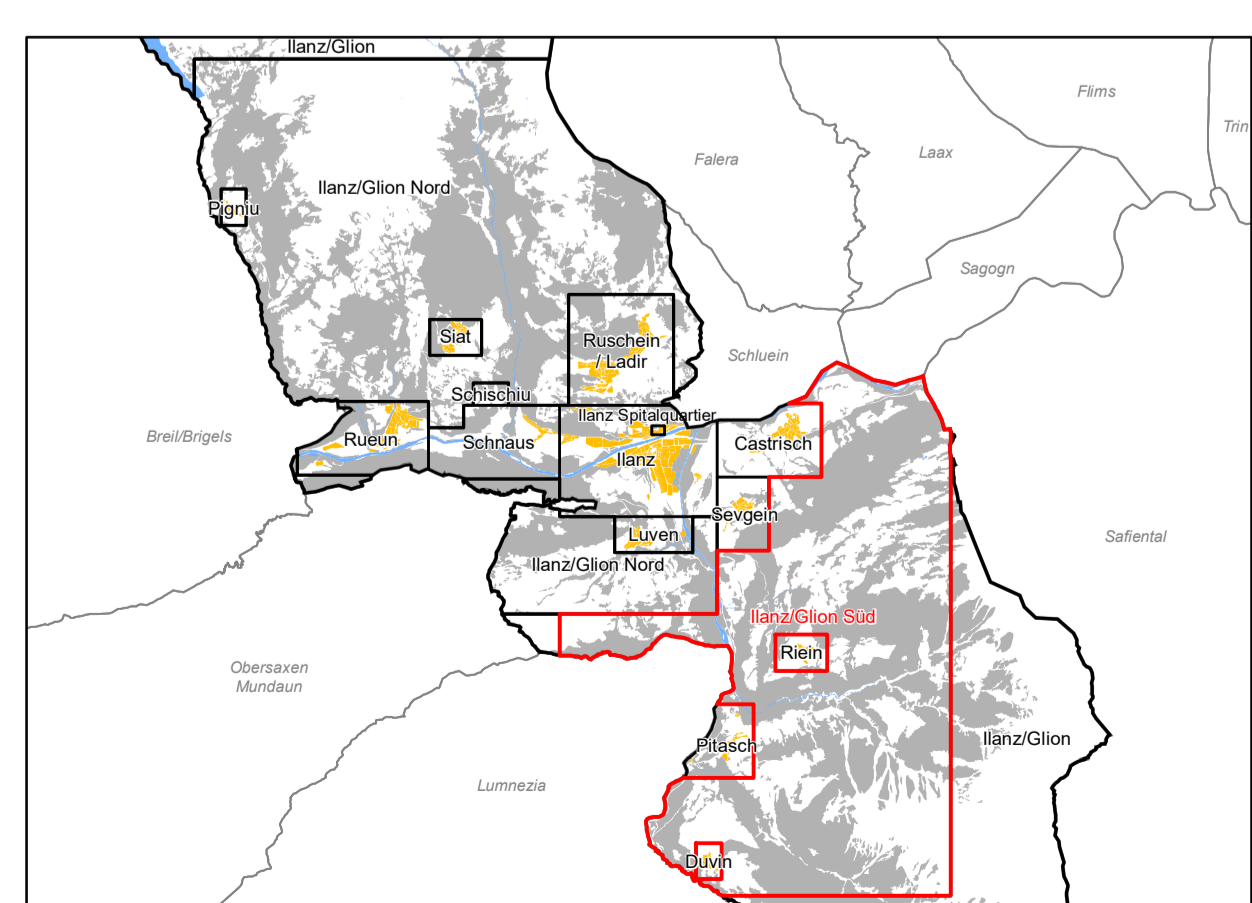 Ilanz/Glion
Flims
Trin
Falera
Laax
Ilanz/Glion Nord
Pigniu
Sagogn
Siat
Ruschein
/ Ladir
Schluein
Schischiu
Ilanz Spitalquartier
Breil/Brigels
Rueun
Schnaus
Castrisch
Ilanz
Sevgein
Luven
Safiental
Ilanz/Glion Nord
Ilanz/Glion Süd
Riein
Obersaxen
Mundaun
Ilanz/Glion
Pitasch
Lumnezia
Duvin